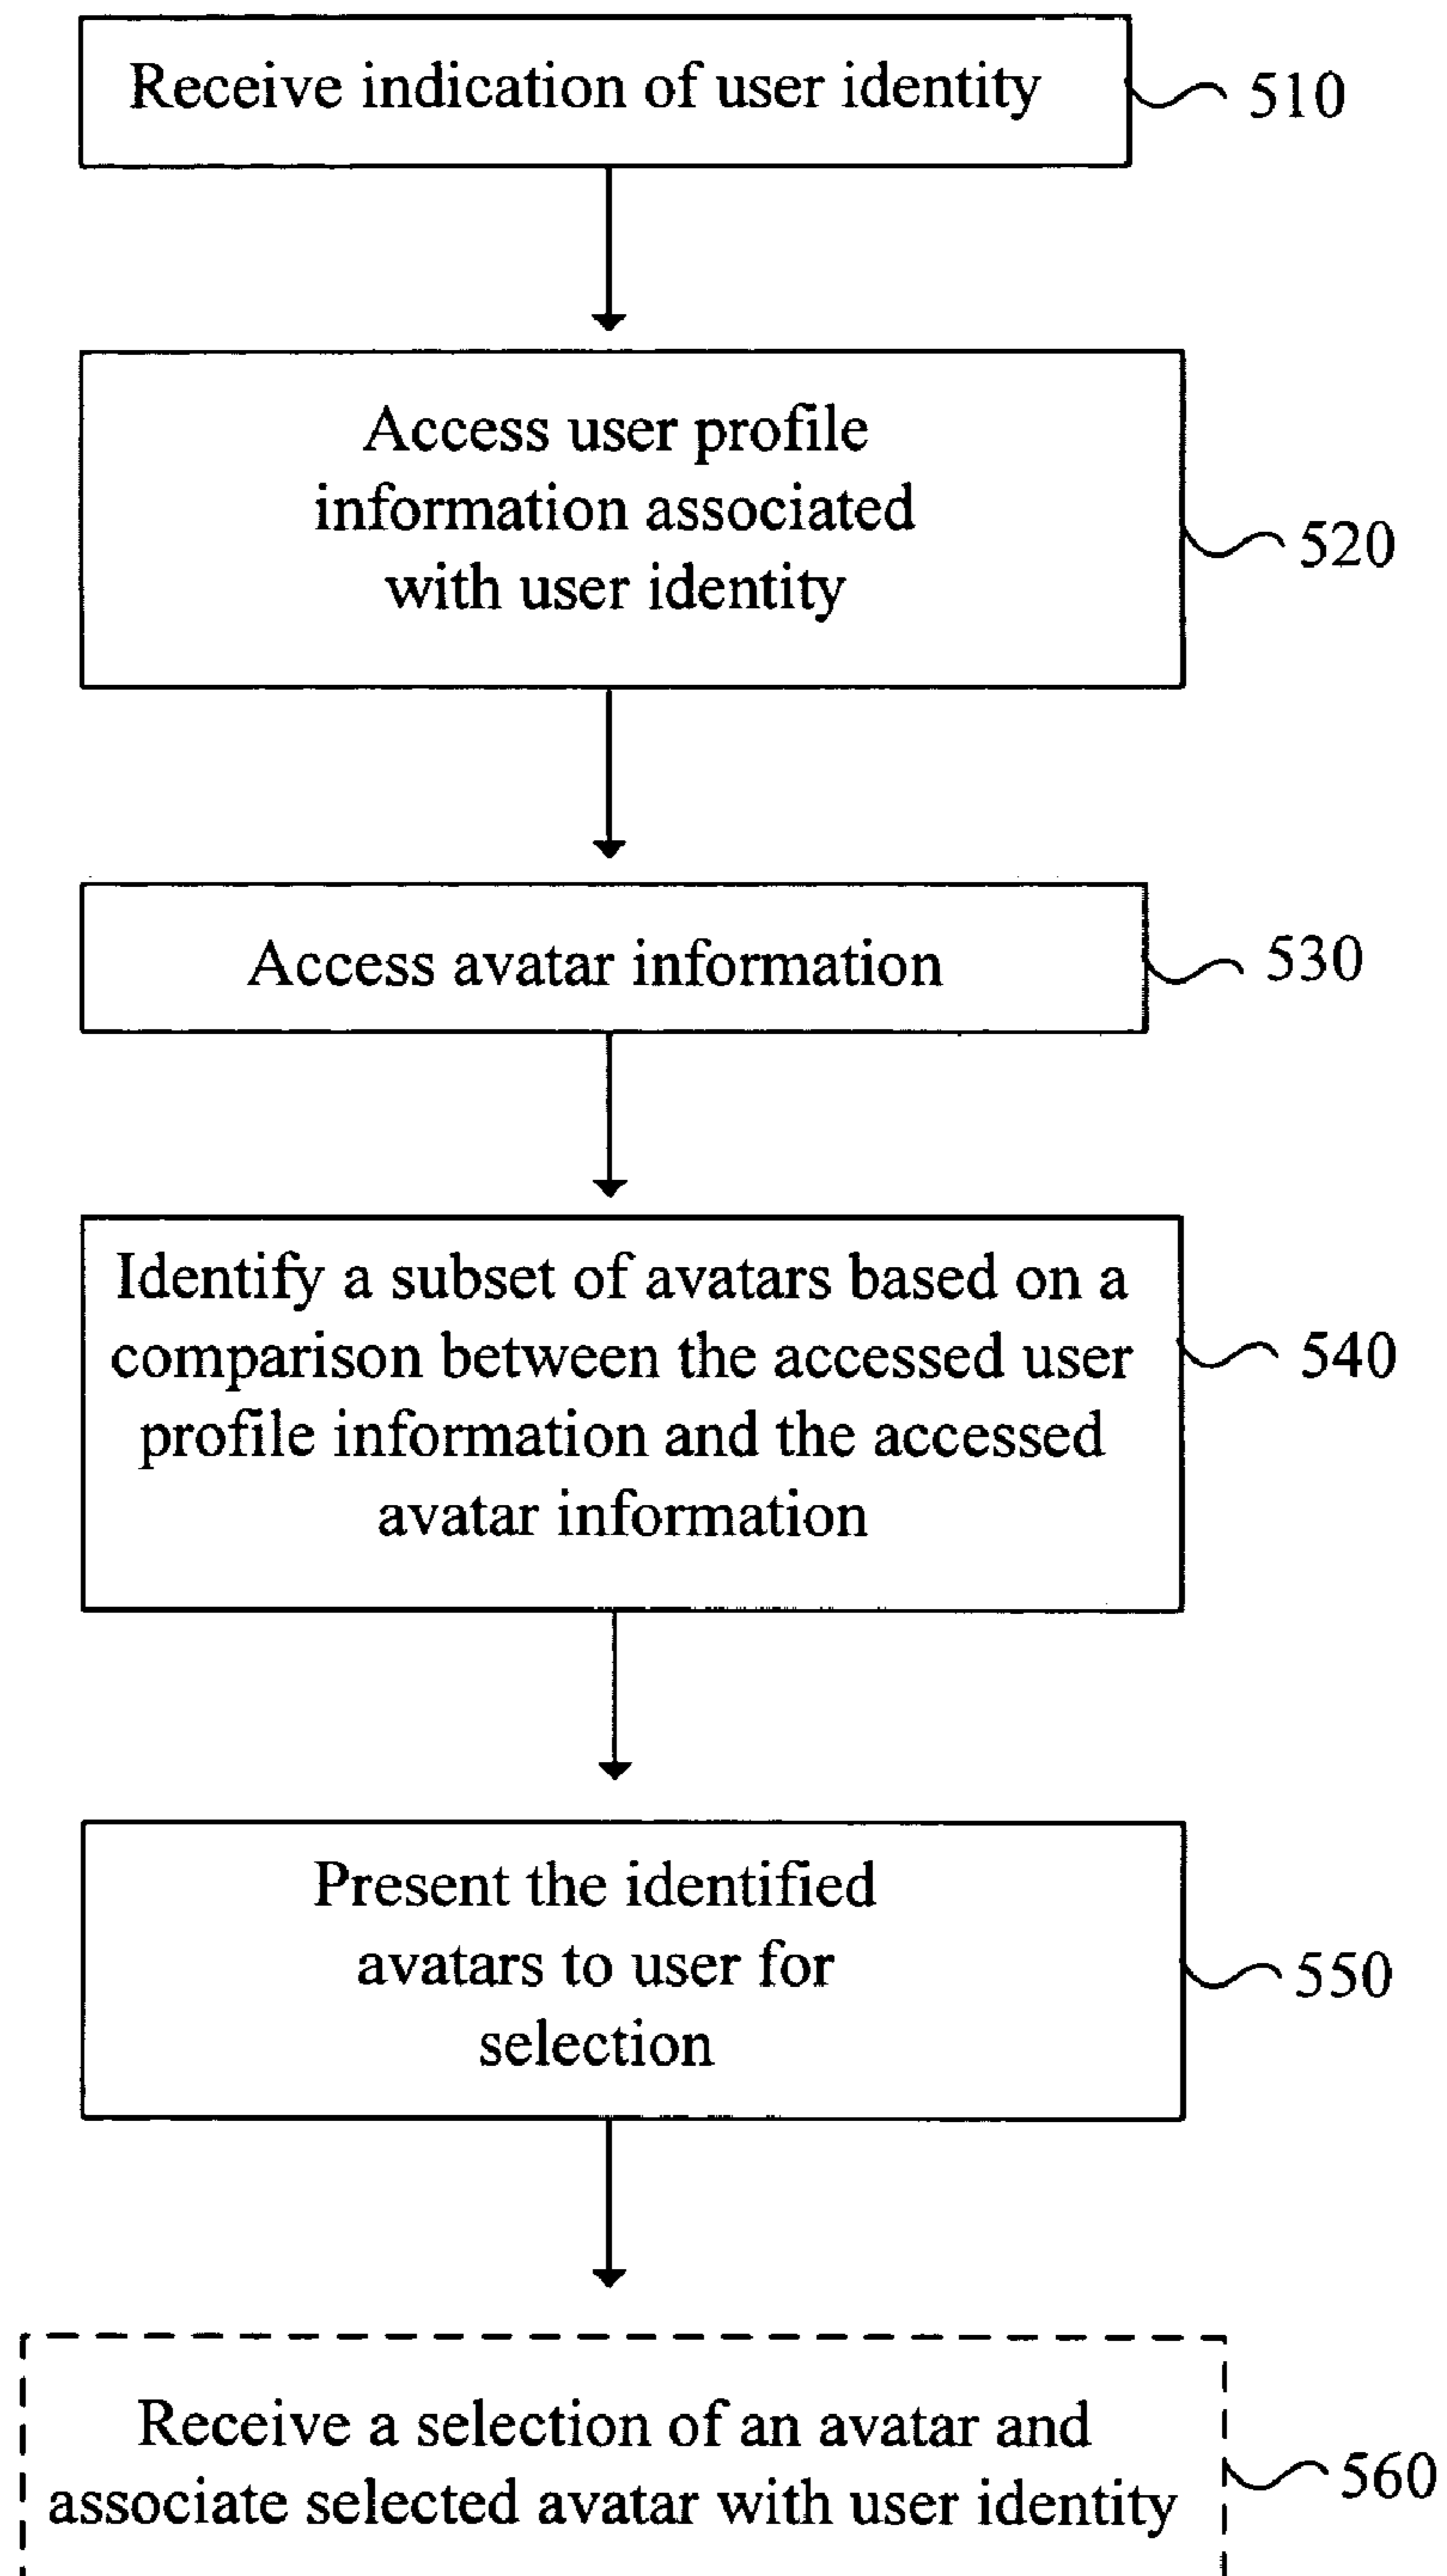 Receive indication of user identity
510
Access user profile
information associated
with user identity
520
Access avatar information
530
Identify a subset of avatars based on a
comparison between the accessed user
profile information and the accessed
avatar information
540
Present the identified
avatars to user for
selection
550
Receive a selection of an avatar and
associate selected avatar with user identity
560